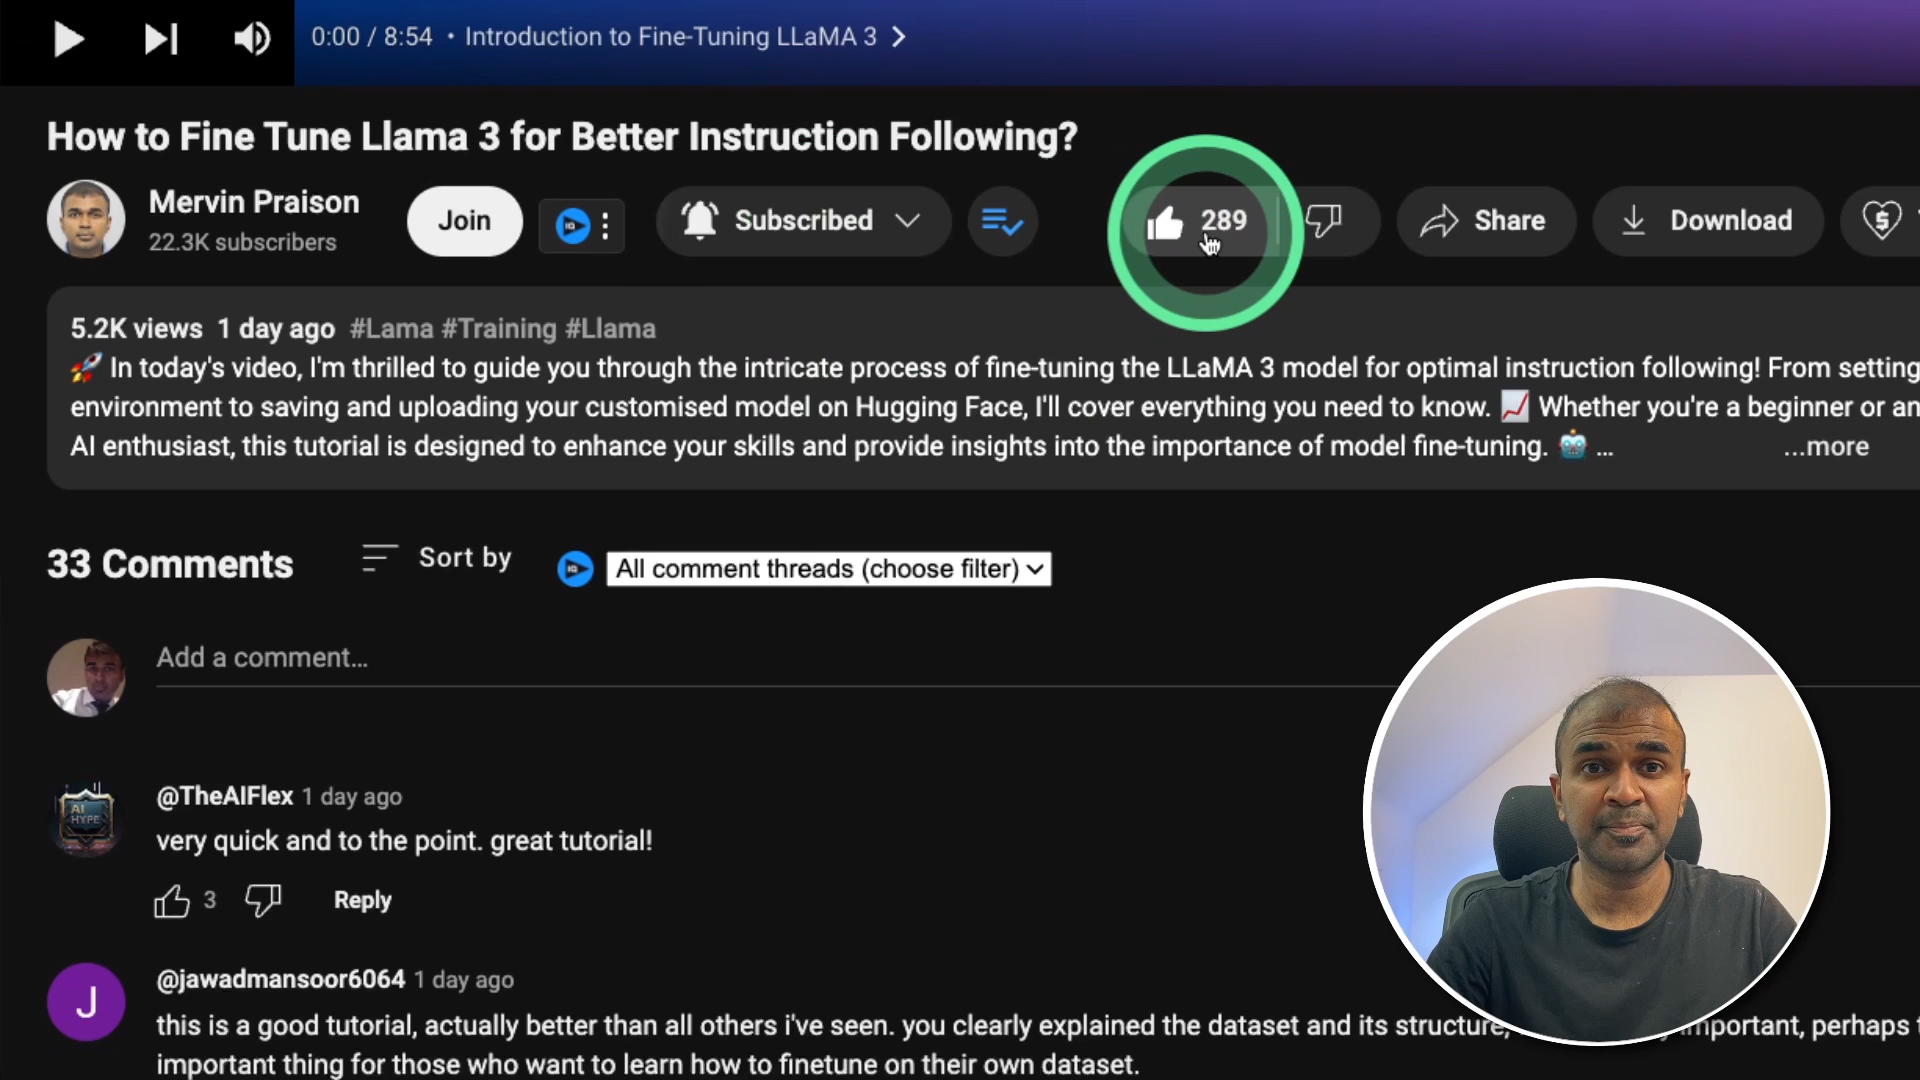 0:00 / 8:54 • Introduction to Fine-Tuning LLaMA 3
How to Fine Tune Llama 3 for Better Instruction Following?
Mervin Praison
22.3K subscribers
Join
Subscribed
289
Share
Download
5.2K views 1 day ago #Lama #Training #Llama
🚀 In today's video, I'm thrilled to guide you through the intricate process of fine-tuning the LLaMA 3 model for optimal instruction following! From setting
environment to saving and uploading your customised model on Hugging Face, I'll cover everything you need to know. 📈 Whether you're a beginner or an
AI enthusiast, this tutorial is designed to enhance your skills and provide insights into the importance of model fine-tuning. 🤖 ...
...more
33 Comments
Sort by
All comment threads (choose filter)
Add a comment...
AI
HYPE
@TheAIFlex 1 day ago
very quick and to the point. great tutorial!
3
Reply
J
@jawadmansoor6064 1 day ago
this is a good tutorial, actually better than all others i've seen. you clearly explained the dataset and its structure, important, perhaps
important thing for those who want to learn how to finetune on their own dataset.